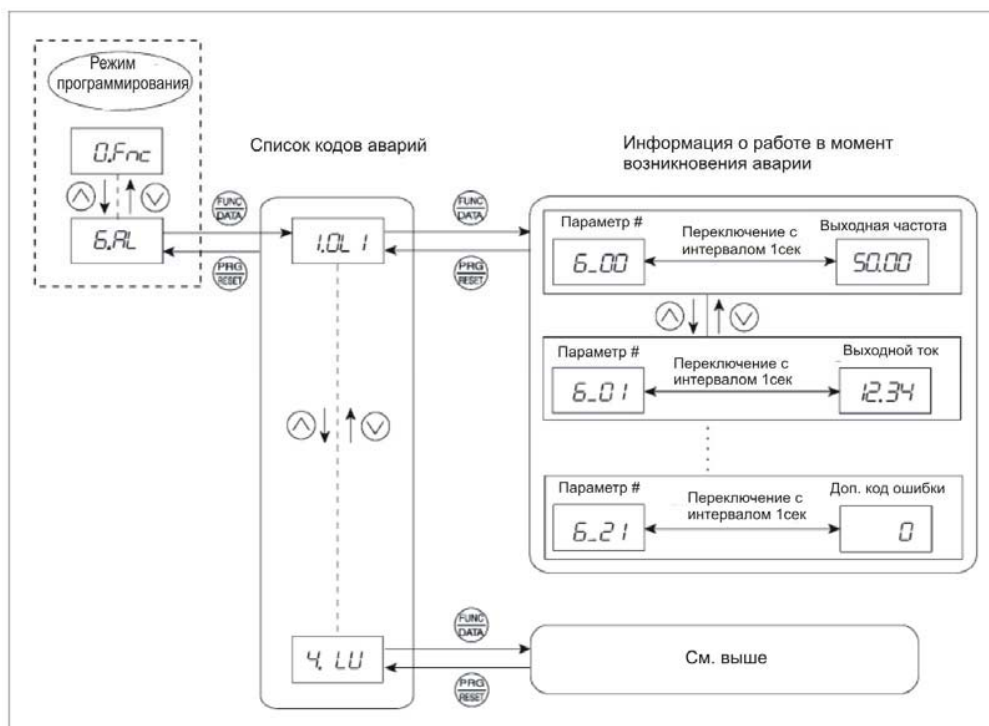 Режим
программирования
0.Fnc
6.AL
FUNC
DATA
PRG
RESET
Список кодов аварий
1.OL1
FUNC
DATA
PRG
RESET
Информация о работе в момент
возникновения аварии
Параметр #
6_00
Переключение с
интервалом 1сек
Выходная частота
50.00
Параметр #
6_01
Переключение с
интервалом 1сек
Выходной ток
12.34
Параметр #
6_21
Переключение с
интервалом 1сек
Доп. код ошибки
0
4. LU
FUNC
DATA
PRG
RESET
См. выше